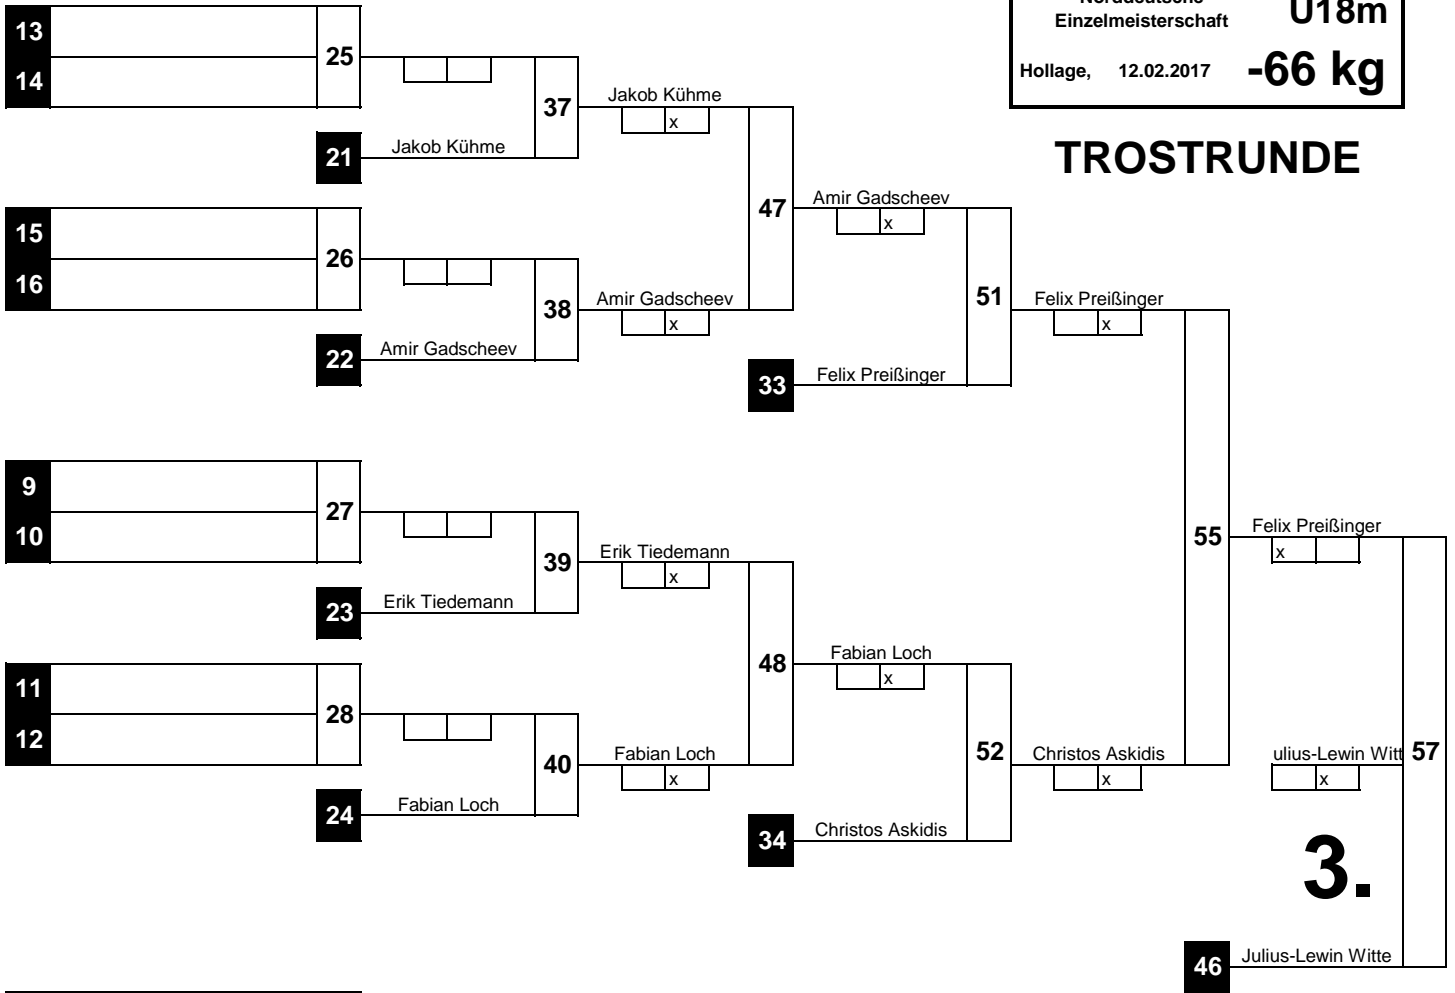 Norddeutsche
Einzelmeisterschaft
U18m
Hollage, 12.02.2017 -66 kg
TROSTRUNDE
13
14
25
37
Jakob Kühme
x
21
Jakob Kühme
47
Amir Gadscheev
x
15
16
26
38
Amir Gadscheev
x
22
Amir Gadscheev
51
Felix Preißinger
x
33
Felix Preißinger
9
10
27
39
Erik Tiedemann
x
23
Erik Tiedemann
55
Felix Preißinger
x
48
Fabian Loch
x
11
12
28
40
Fabian Loch
x
24
Fabian Loch
52
Christos Askidis
x
34
Christos Askidis
ulius-Lewin Witt
x
57
3.
46
Julius-Lewin Witte